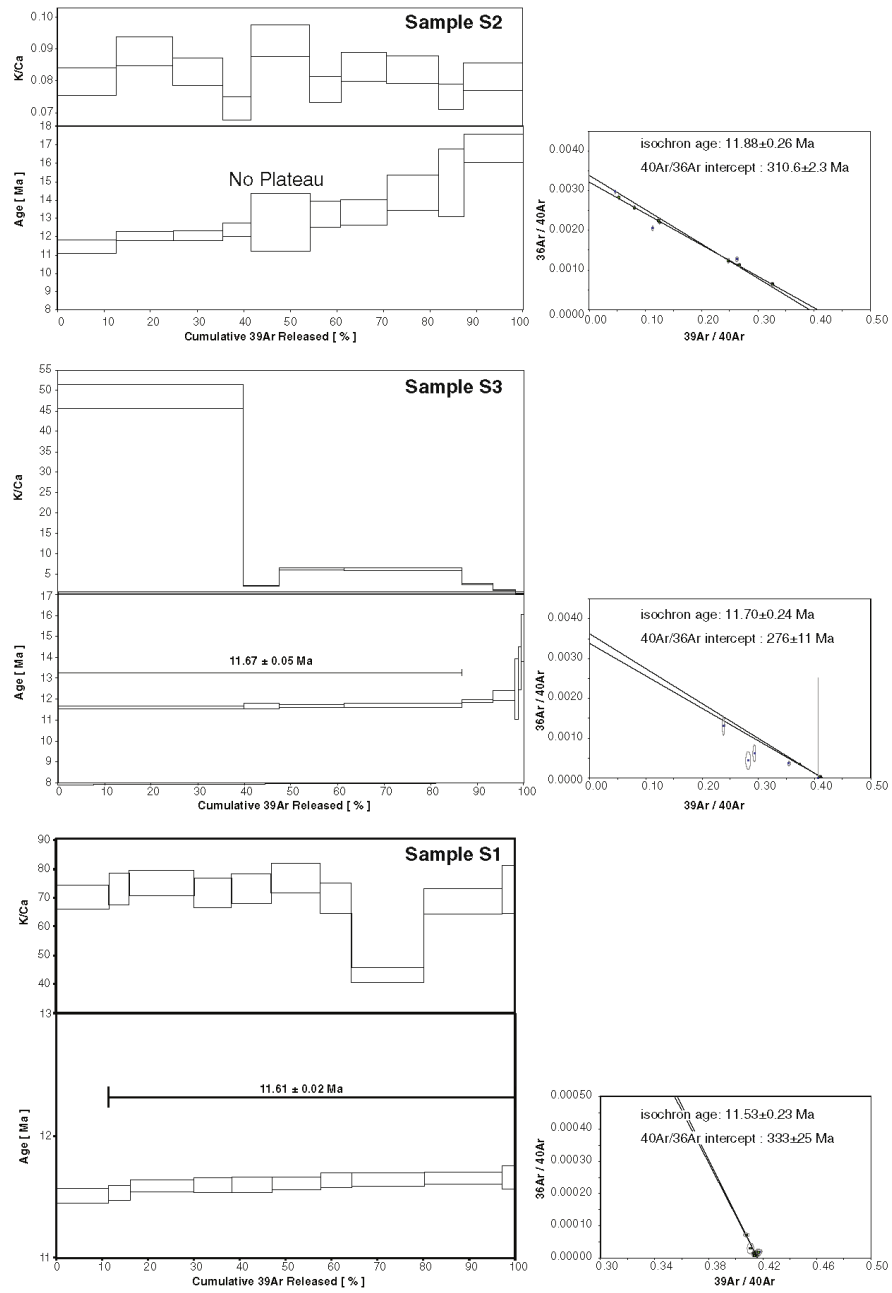 Sample S2
0.10
0.09
0.08
0.07
K/Ca
18
17
16
15
14
13
12
11
10
9
8
Age [ Ma ]
No Plateau
0 10 20 30 40 50 60 70 80 90 100
Cumulative 39Ar Released [ % ]
isochron age: 11.88±0.26 Ma
40Ar/36Ar intercept : 310.6±2.3 Ma
0.0040
0.0030
0.0020
0.0010
0.0000
36Ar / 40Ar
0.00 0.10 0.20 0.30 0.40 0.50
39Ar / 40Ar
Sample S3
55
50
45
40
35
30
25
20
15
10
5
K/Ca
17
16
15
14
13
12
11
10
9
8
Age [ Ma ]
11.67 ± 0.05 Ma
0 10 20 30 40 50 60 70 80 90 100
Cumulative 39Ar Released [ % ]
isochron age: 11.70±0.24 Ma
40Ar/36Ar intercept : 276±11 Ma
0.0040
0.0030
0.0020
0.0010
0.0000
36Ar / 40Ar
0.00 0.10 0.20 0.30 0.40 0.50
39Ar / 40Ar
Sample S1
90
80
70
60
50
40
K/Ca
13
12
11
Age [ Ma ]
11.61 ± 0.02 Ma
0 10 20 30 40 50 60 70 80 90 100
Cumulative 39Ar Released [ % ]
isochron age: 11.53±0.23 Ma
40Ar/36Ar intercept : 333±25 Ma
0.00050
0.00040
0.00030
0.00020
0.00010
0.00000
36Ar / 40Ar
0.30 0.34 0.38 0.42 0.46 0.50
39Ar / 40Ar